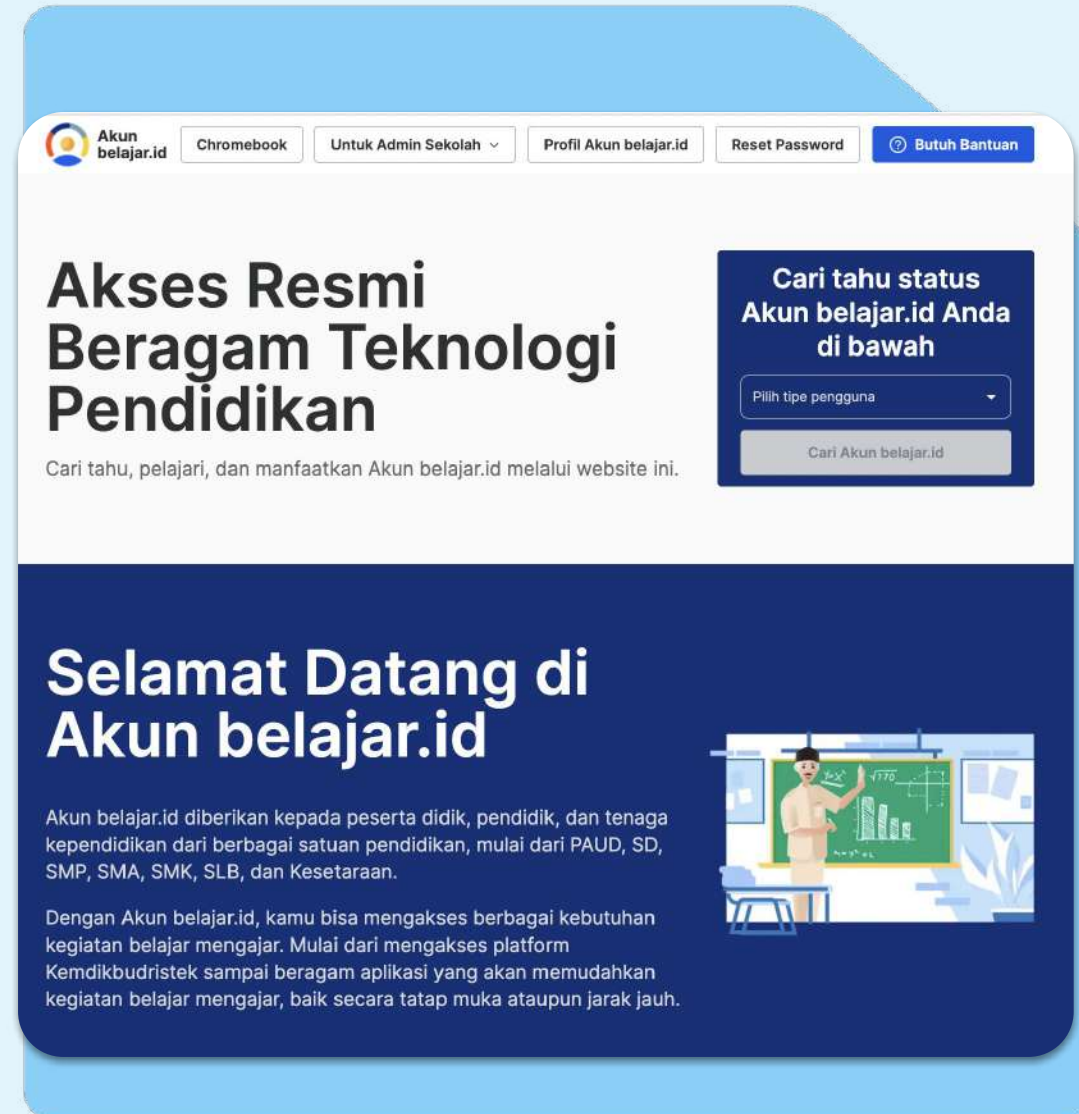 Akun
belajar.id
Chromebook
Untuk Admin Sekolah
Profil Akun belajar.id
Reset Password
Butuh Bantuan
Akses Resmi
Beragam Teknologi
Pendidikan
Cari tahu, pelajari, dan manfaatkan Akun belajar.id melalui website ini.
Cari tahu status
Akun belajar.id Anda
di bawah
Pilih tipe pengguna
Cari Akun belajar.id
Selamat Datang di
Akun belajar.id
Akun belajar.id diberikan kepada peserta didik, pendidik, dan tenaga
kependidikan dari berbagai satuan pendidikan, mulai dari PAUD, SD,
SMP, SMA, SMK, SLB, dan Kesetaraan.
Dengan Akun belajar.id, kamu bisa mengakses berbagai kebutuhan
kegiatan belajar mengajar. Mulai dari mengakses platform
Kemdikbudristek sampai beragam aplikasi yang akan memudahkan
kegiatan belajar mengajar, baik secara tatap muka ataupun jarak jauh.